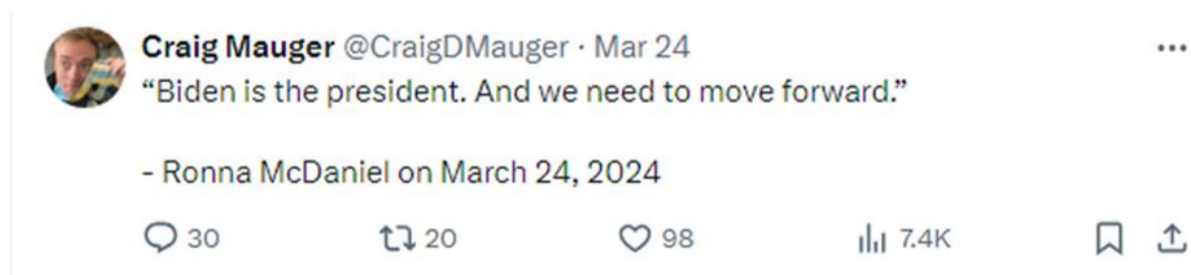 Craig Mauger @CraigDMauger · Mar 24
“Biden is the president. And we need to move forward.”
- Ronna McDaniel on March 24, 2024
30 20 98 7.4K